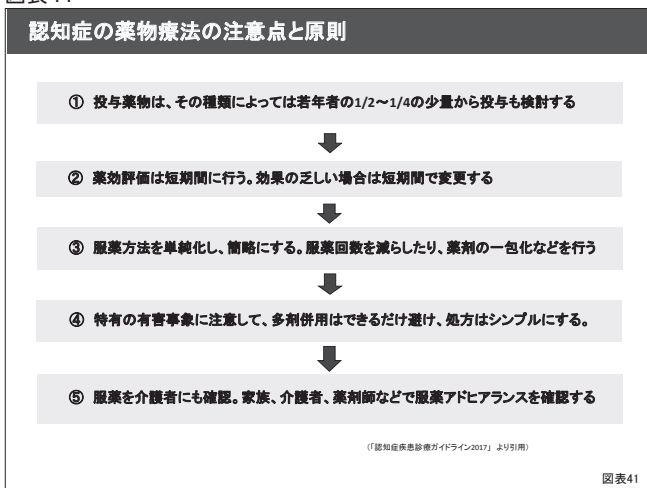 認知症の薬物療法の注意点と原則
① 投与薬物は、その種類によっては若年者の1/2～1/4の少量から投与も検討する
② 薬効評価は短期間に行う。効果の乏しい場合は短期間で変更する
③ 服薬方法を単純化し、簡略にする。服薬回数を減らしたり、薬剤の一包化などを行う
④ 特有の有害事象に注意して、多剤併用はできるだけ避け、処方はシンプルにする。
⑤ 服薬を介護者にも確認。家族、介護者、薬剤師などで服薬アドヒアランスを確認する
（「認知症疾患診療ガイドライン2017」 より引用）
図表41